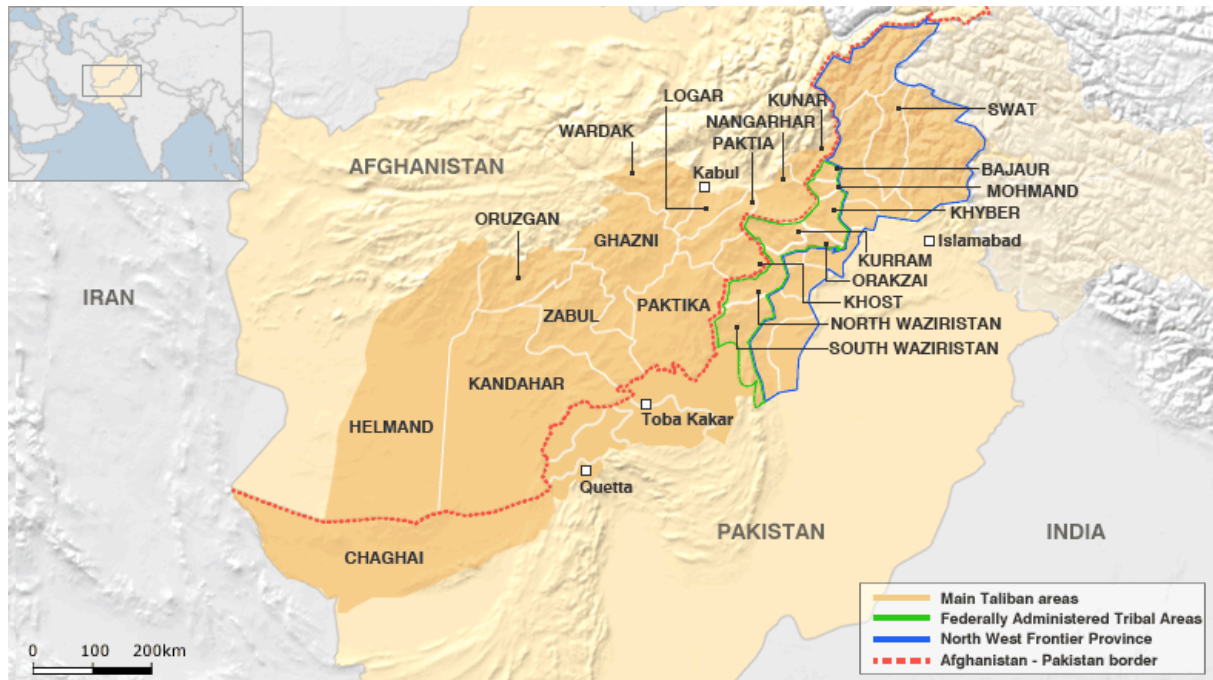 LOGAR
KUNAR
NANGARHAR
SWAT
WARDAK
PAKTIA
AFGHANISTAN
Kabul
BAJAUR
MOHMAND
ORUZGAN
KHYBER
GHAZNI
Islamabad
KURRAM
ORAKZAI
IRAN
PAKTIKA
KHOST
ZABUL
NORTH WAZIRISTAN
SOUTH WAZIRISTAN
KANDAHAR
HELMAND
Toba Kakar
Quetta
PAKISTAN
INDIA
CHAGHAI
Main Taliban areas
Federally Administered Tribal Areas
North West Frontier Province
Afghanistan - Pakistan border
0 100 200km